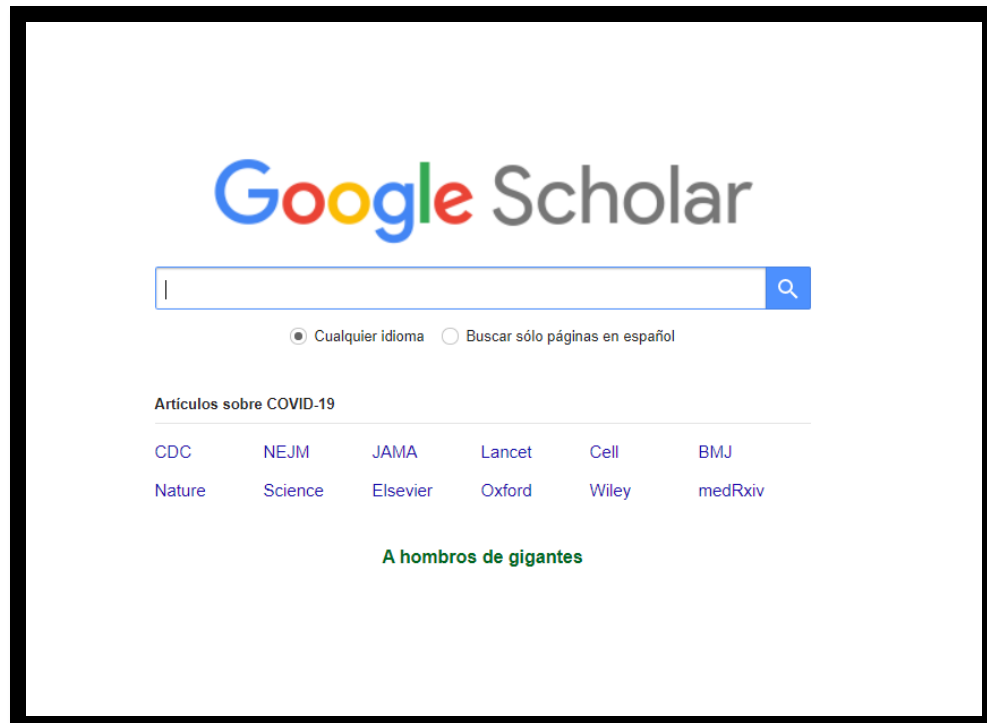 Google Scholar
Cualquier idioma Buscar sólo páginas en español
Artículos sobre COVID-19
CDC NEJM JAMA Lancet Cell BMJ
Nature Science Elsevier Oxford Wiley medRxiv
A hombros de gigantes